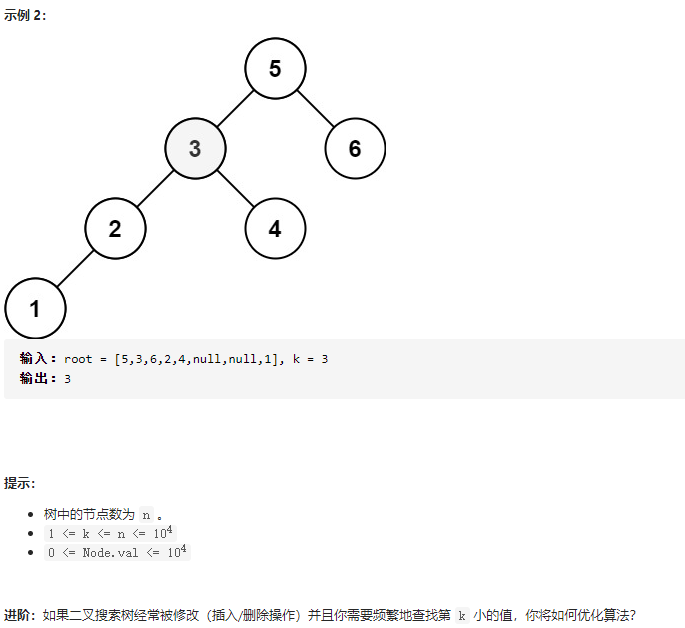 示例 2：
5
3
6
2
4
1
输入：root = [5,3,6,2,4,null,null,1], k = 3
输出：3
提示：
• 树中的节点数为 n 。
• 1 <= k <= n <= 10⁴
• 0 <= Node.val <= 10⁴
进阶：如果二叉搜索树经常被修改（插入/删除操作）并且你需要频繁地查找第 k 小的值，你将如何优化算法？